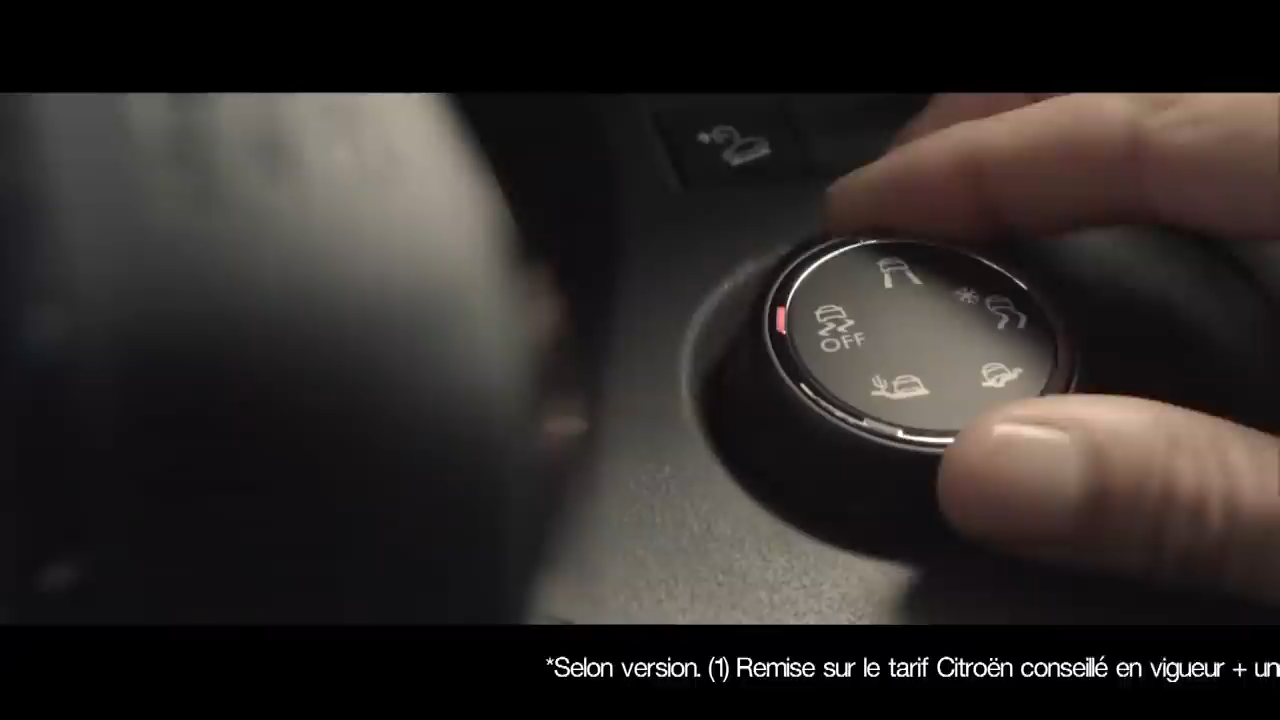 OFF
*Selon version. (1) Remise sur le tarif Citroën conseillé en vigueur + un